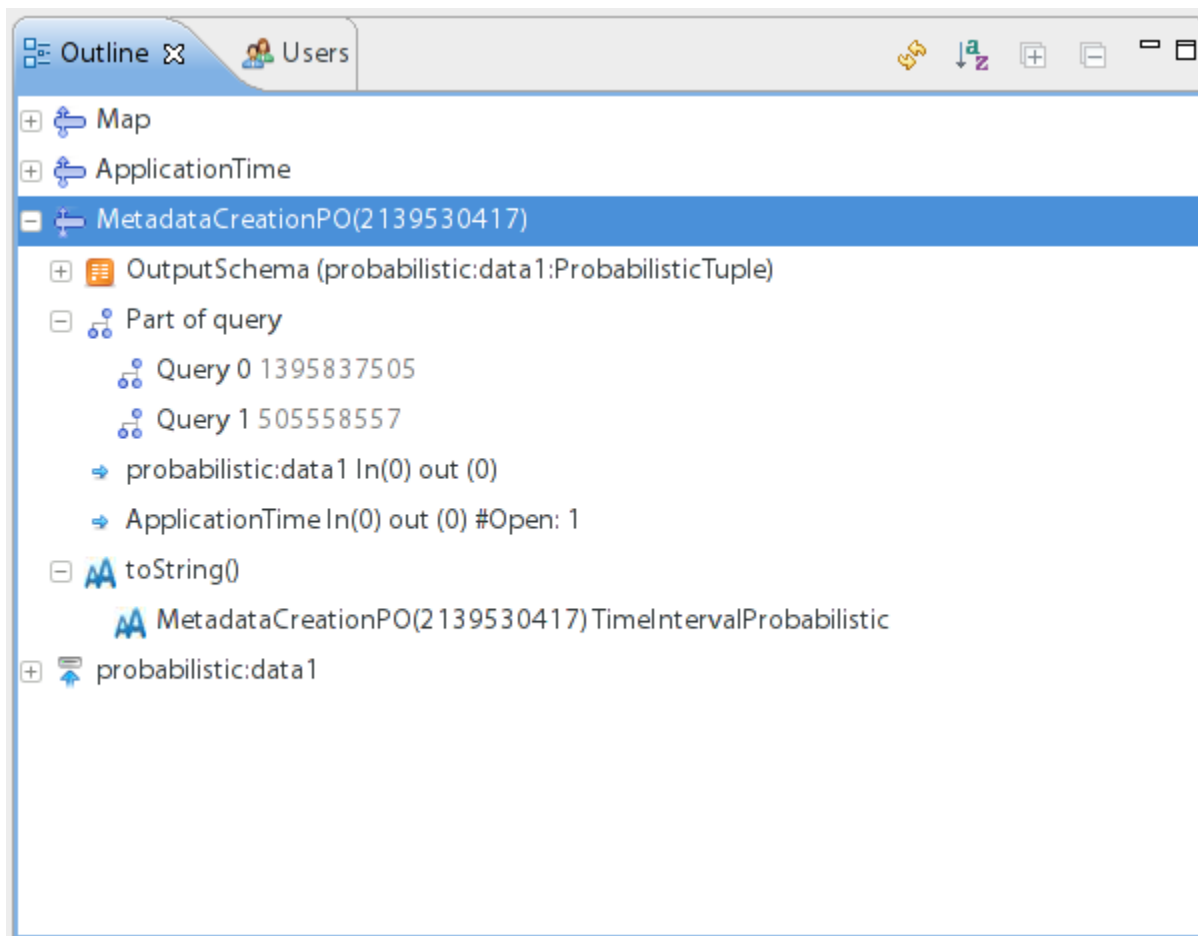 Outline Users
Map
ApplicationTime
MetadataCreationPO(2139530417)
OutputSchema (probabilistic:data1:ProbabilisticTuple)
Part of query
Query 0 1395837505
Query 1 505558557
probabilistic:data1 In(0) out (0)
ApplicationTime In(0) out (0) #Open: 1
toString()
MetadataCreationPO(2139530417) TimeIntervalProbabilistic
probabilistic:data1